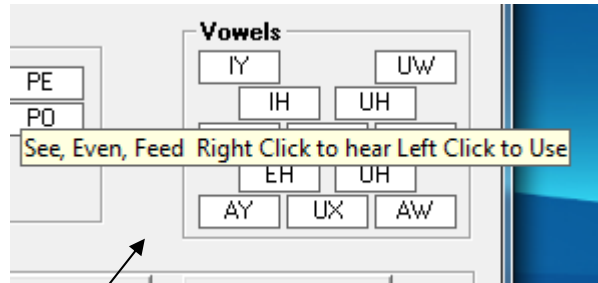 Vowels
IY UW
PE
IH UH
PO
See, Even, Feed Right Click to hear Left Click to Use
EH OH
AY UX AW